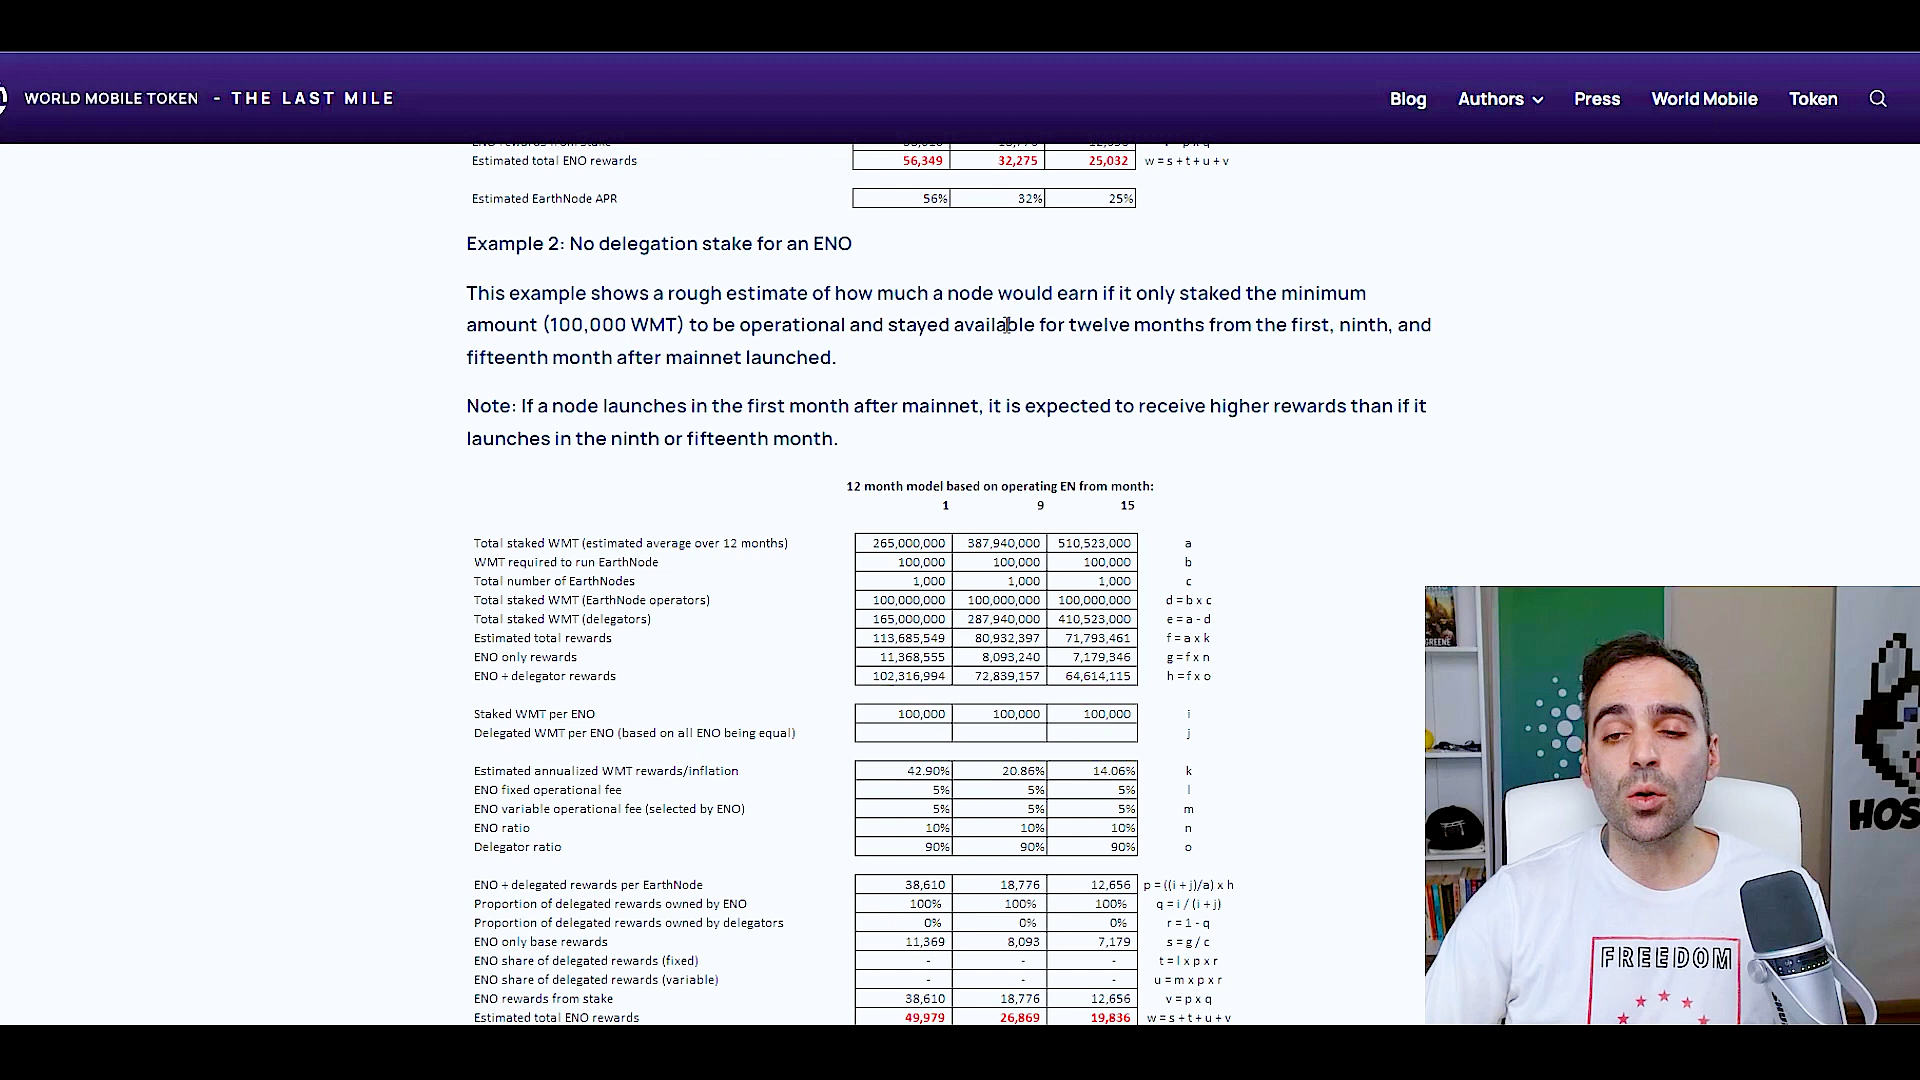 WORLD MOBILE TOKEN - THE LAST MILE
Blog Authors Press World Mobile Token
Estimated total ENO rewards 56,349 32,275 25,032 w = s + t + u + v
Estimated EarthNode APR 56% 32% 25%
Example 2: No delegation stake for an ENO
This example shows a rough estimate of how much a node would earn if it only staked the minimum
amount (100,000 WMT) to be operational and stayed available for twelve months from the first, ninth, and
fifteenth month after mainnet launched.
Note: If a node launches in the first month after mainnet, it is expected to receive higher rewards than if it
launches in the ninth or fifteenth month.
12 month model based on operating EN from month:
1 9 15
Total staked WMT (estimated average over 12 months) 265,000,000 387,940,000 510,523,000 a
WMT required to run EarthNode 100,000 100,000 100,000 b
Total number of EarthNodes 1,000 1,000 1,000 c
Total staked WMT (EarthNode operators) 100,000,000 100,000,000 100,000,000 d = b x c
Total staked WMT (delegators) 165,000,000 287,940,000 410,523,000 e = a - d
Estimated total rewards 113,685,549 80,932,397 71,793,461 f = a x k
ENO only rewards 11,368,555 8,093,240 7,179,346 g = f x n
ENO + delegator rewards 102,316,994 72,839,157 64,614,115 h = f x o
Staked WMT per ENO 100,000 100,000 100,000 i
Delegated WMT per ENO (based on all ENO being equal) j
Estimated annualized WMT rewards/inflation 42.90% 20.86% 14.06% k
ENO fixed operational fee 5% 5% 5% l
ENO variable operational fee (selected by ENO) 5% 5% 5% m
ENO ratio 10% 10% 10% n
Delegator ratio 90% 90% 90% o
ENO + delegated rewards per EarthNode 38,610 18,776 12,656 p = ((i + j)/a) x h
Proportion of delegated rewards owned by ENO 100% 100% 100% q = i / (i + j)
Proportion of delegated rewards owned by delegators 0% 0% 0% r = 1 - q
ENO only base rewards 11,369 8,093 7,179 s = g / c
ENO share of delegated rewards (fixed) - - - t = l x p x r
ENO share of delegated rewards (variable) - - - u = m x p x r
ENO rewards from stake 38,610 18,776 12,656 v = p x q
Estimated total ENO rewards 49,979 26,869 19,836 w = s + t + u + v
GREENE
HOS
FREEDOM